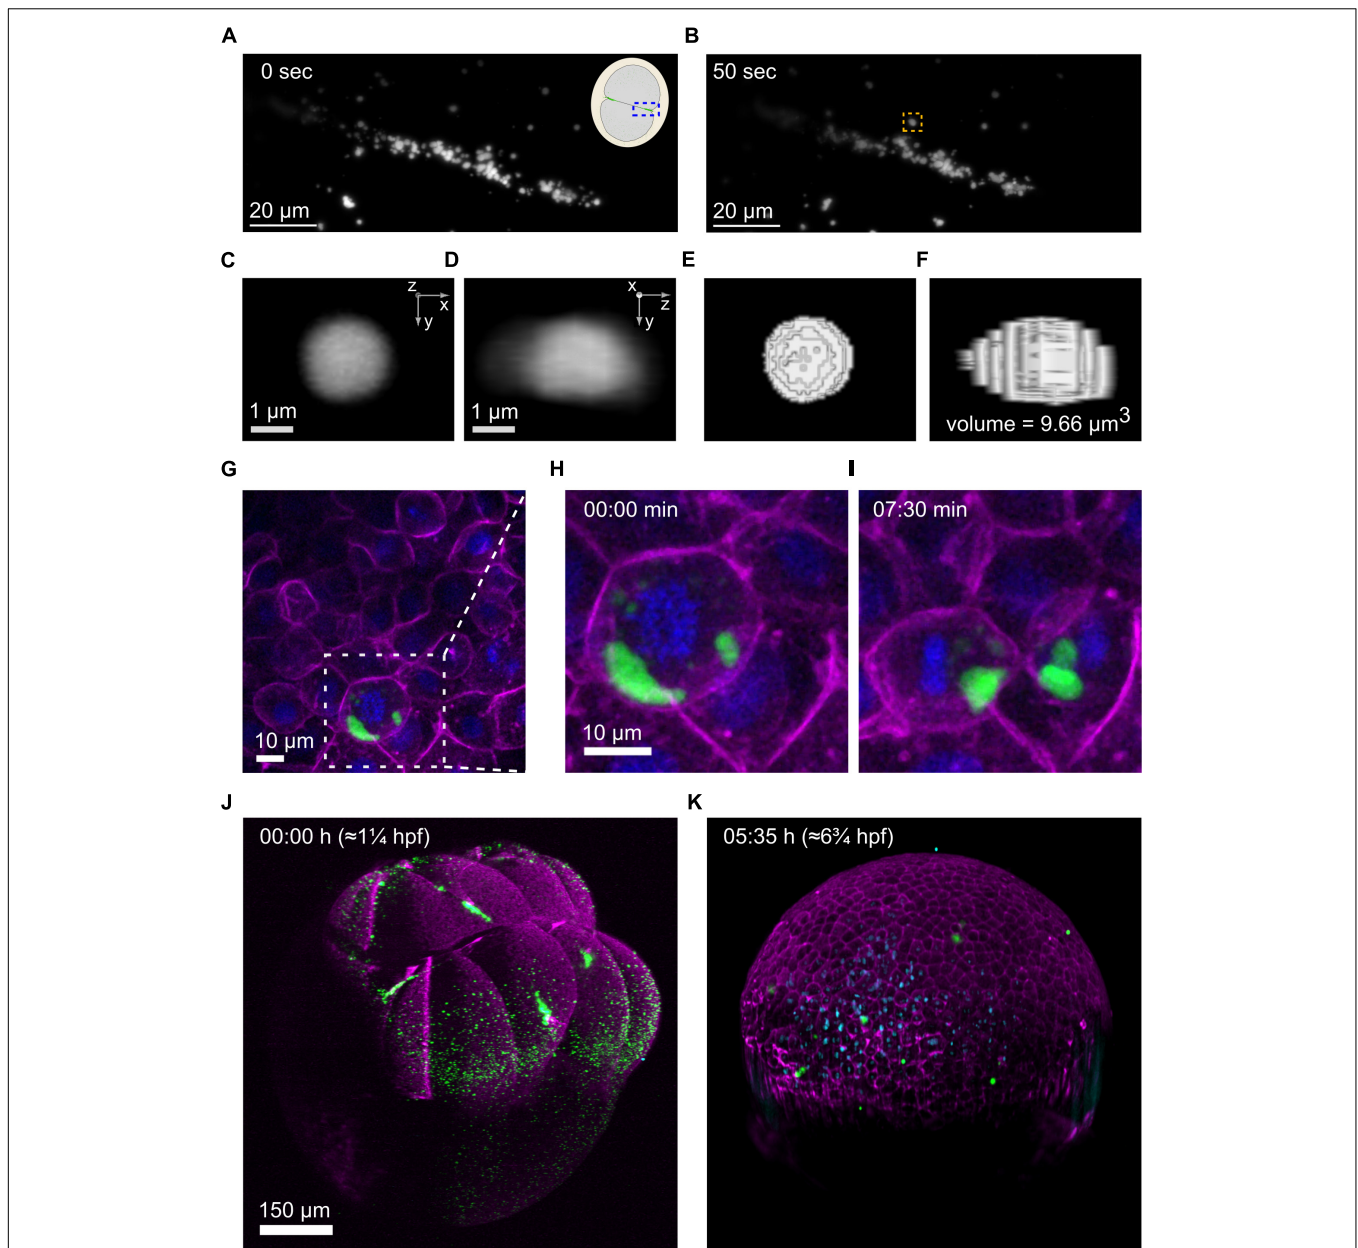 A
B
0 sec
50 sec
20 µm
20 µm
C
D
E
F
z
x
y
x
z
y
1 µm
1 µm
volume = 9.66 µm3
G
H
I
00:00 min
07:30 min
10 µm
10 µm
J
K
00:00 h (≈1¼ hpf)
05:35 h (≈6¾ hpf)
150 µm